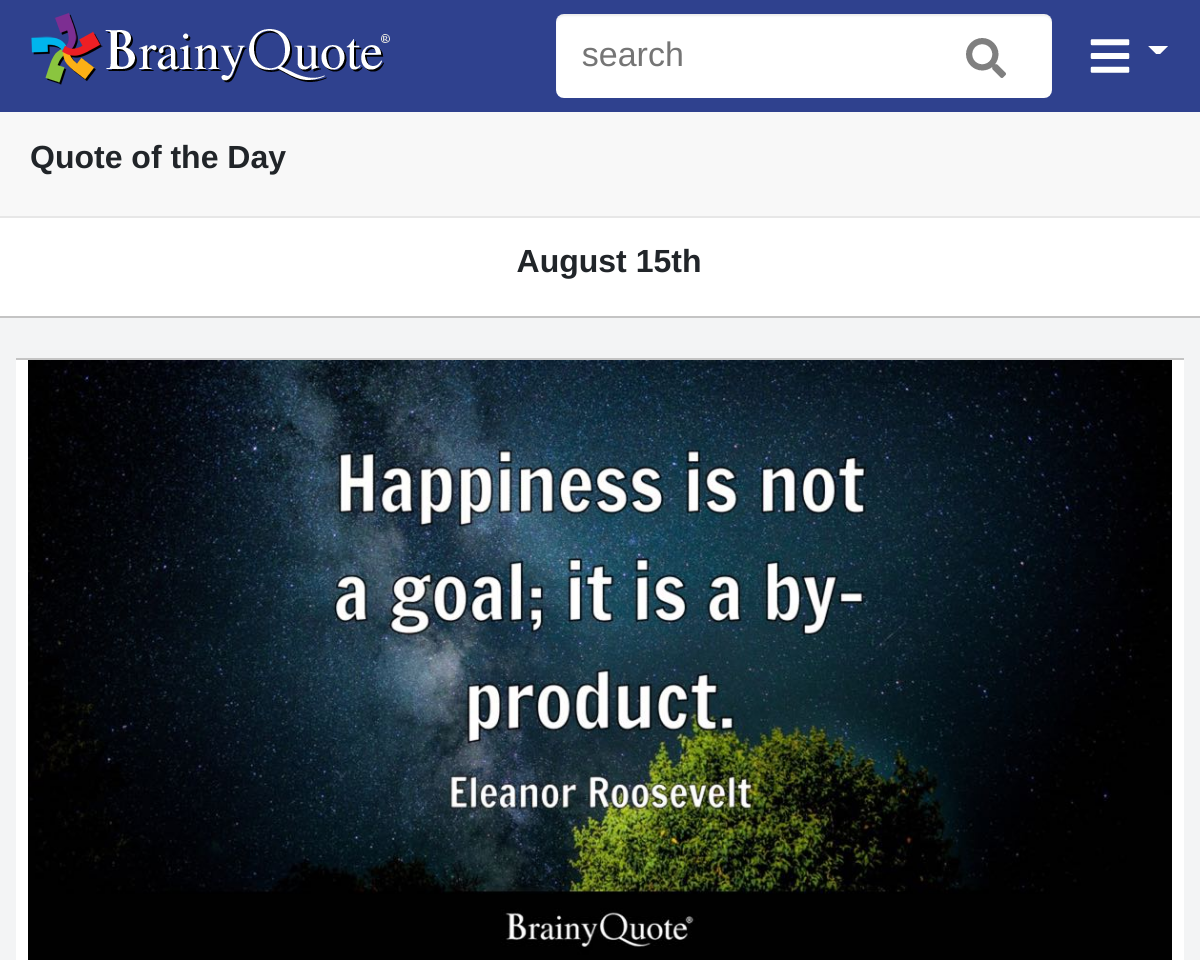 BrainyQuote®
search
Quote of the Day
August 15th
Happiness is not
a goal; it is a by-
product.
Eleanor Roosevelt
BrainyQuote®